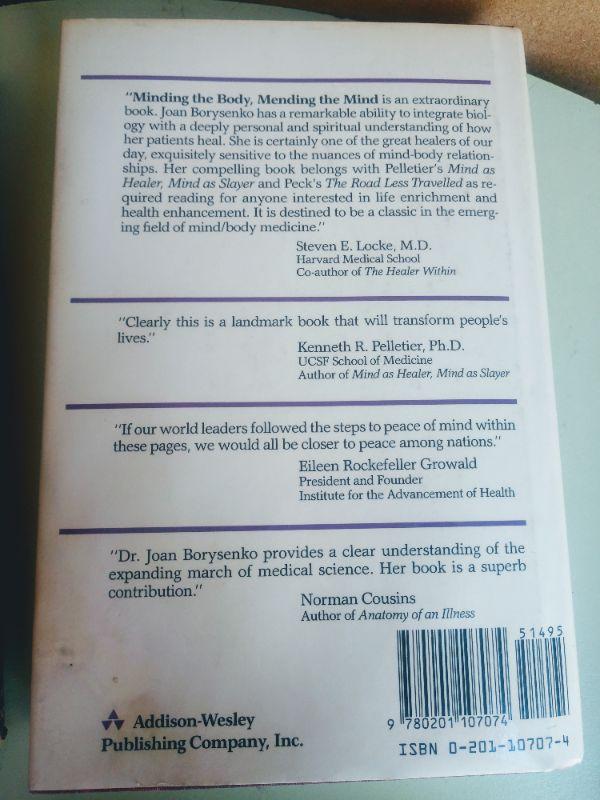 "Minding the Body, Mending the Mind is an extraordinary
book. Joan Borysenko has a remarkable ability to integrate biol-
ogy with a deeply personal and spiritual understanding of how
her patients heal. She is certainly one of the great healers of our
day, exquisitely sensitive to the nuances of mind-body relation-
ships. Her compelling book belongs with Pelletier's Mind as
Healer, Mind as Slayer and Peck's The Road Less Travelled as re-
quired reading for anyone interested in life enrichment and
health enhancement. It is destined to be a classic in the emerg-
ing field of mind/body medicine."
Steven E. Locke, M.D.
Harvard Medical School
Co-author of The Healer Within
"Clearly this is a landmark book that will transform people's
lives."
Kenneth R. Pelletier, Ph.D.
UCSF School of Medicine
Author of Mind as Healer, Mind as Slayer
"If our world leaders followed the steps to peace of mind within
these pages, we would all be closer to peace among nations."
Eileen Rockefeller Growald
President and Founder
Institute for the Advancement of Health
"Dr. Joan Borysenko provides a clear understanding of the
expanding march of medical science. Her book is a superb
contribution."
Norman Cousins
Author of Anatomy of an Illness
51495
9 780201 107074
ISBN 0-201-10707-4
Addison-Wesley
Publishing Company, Inc.